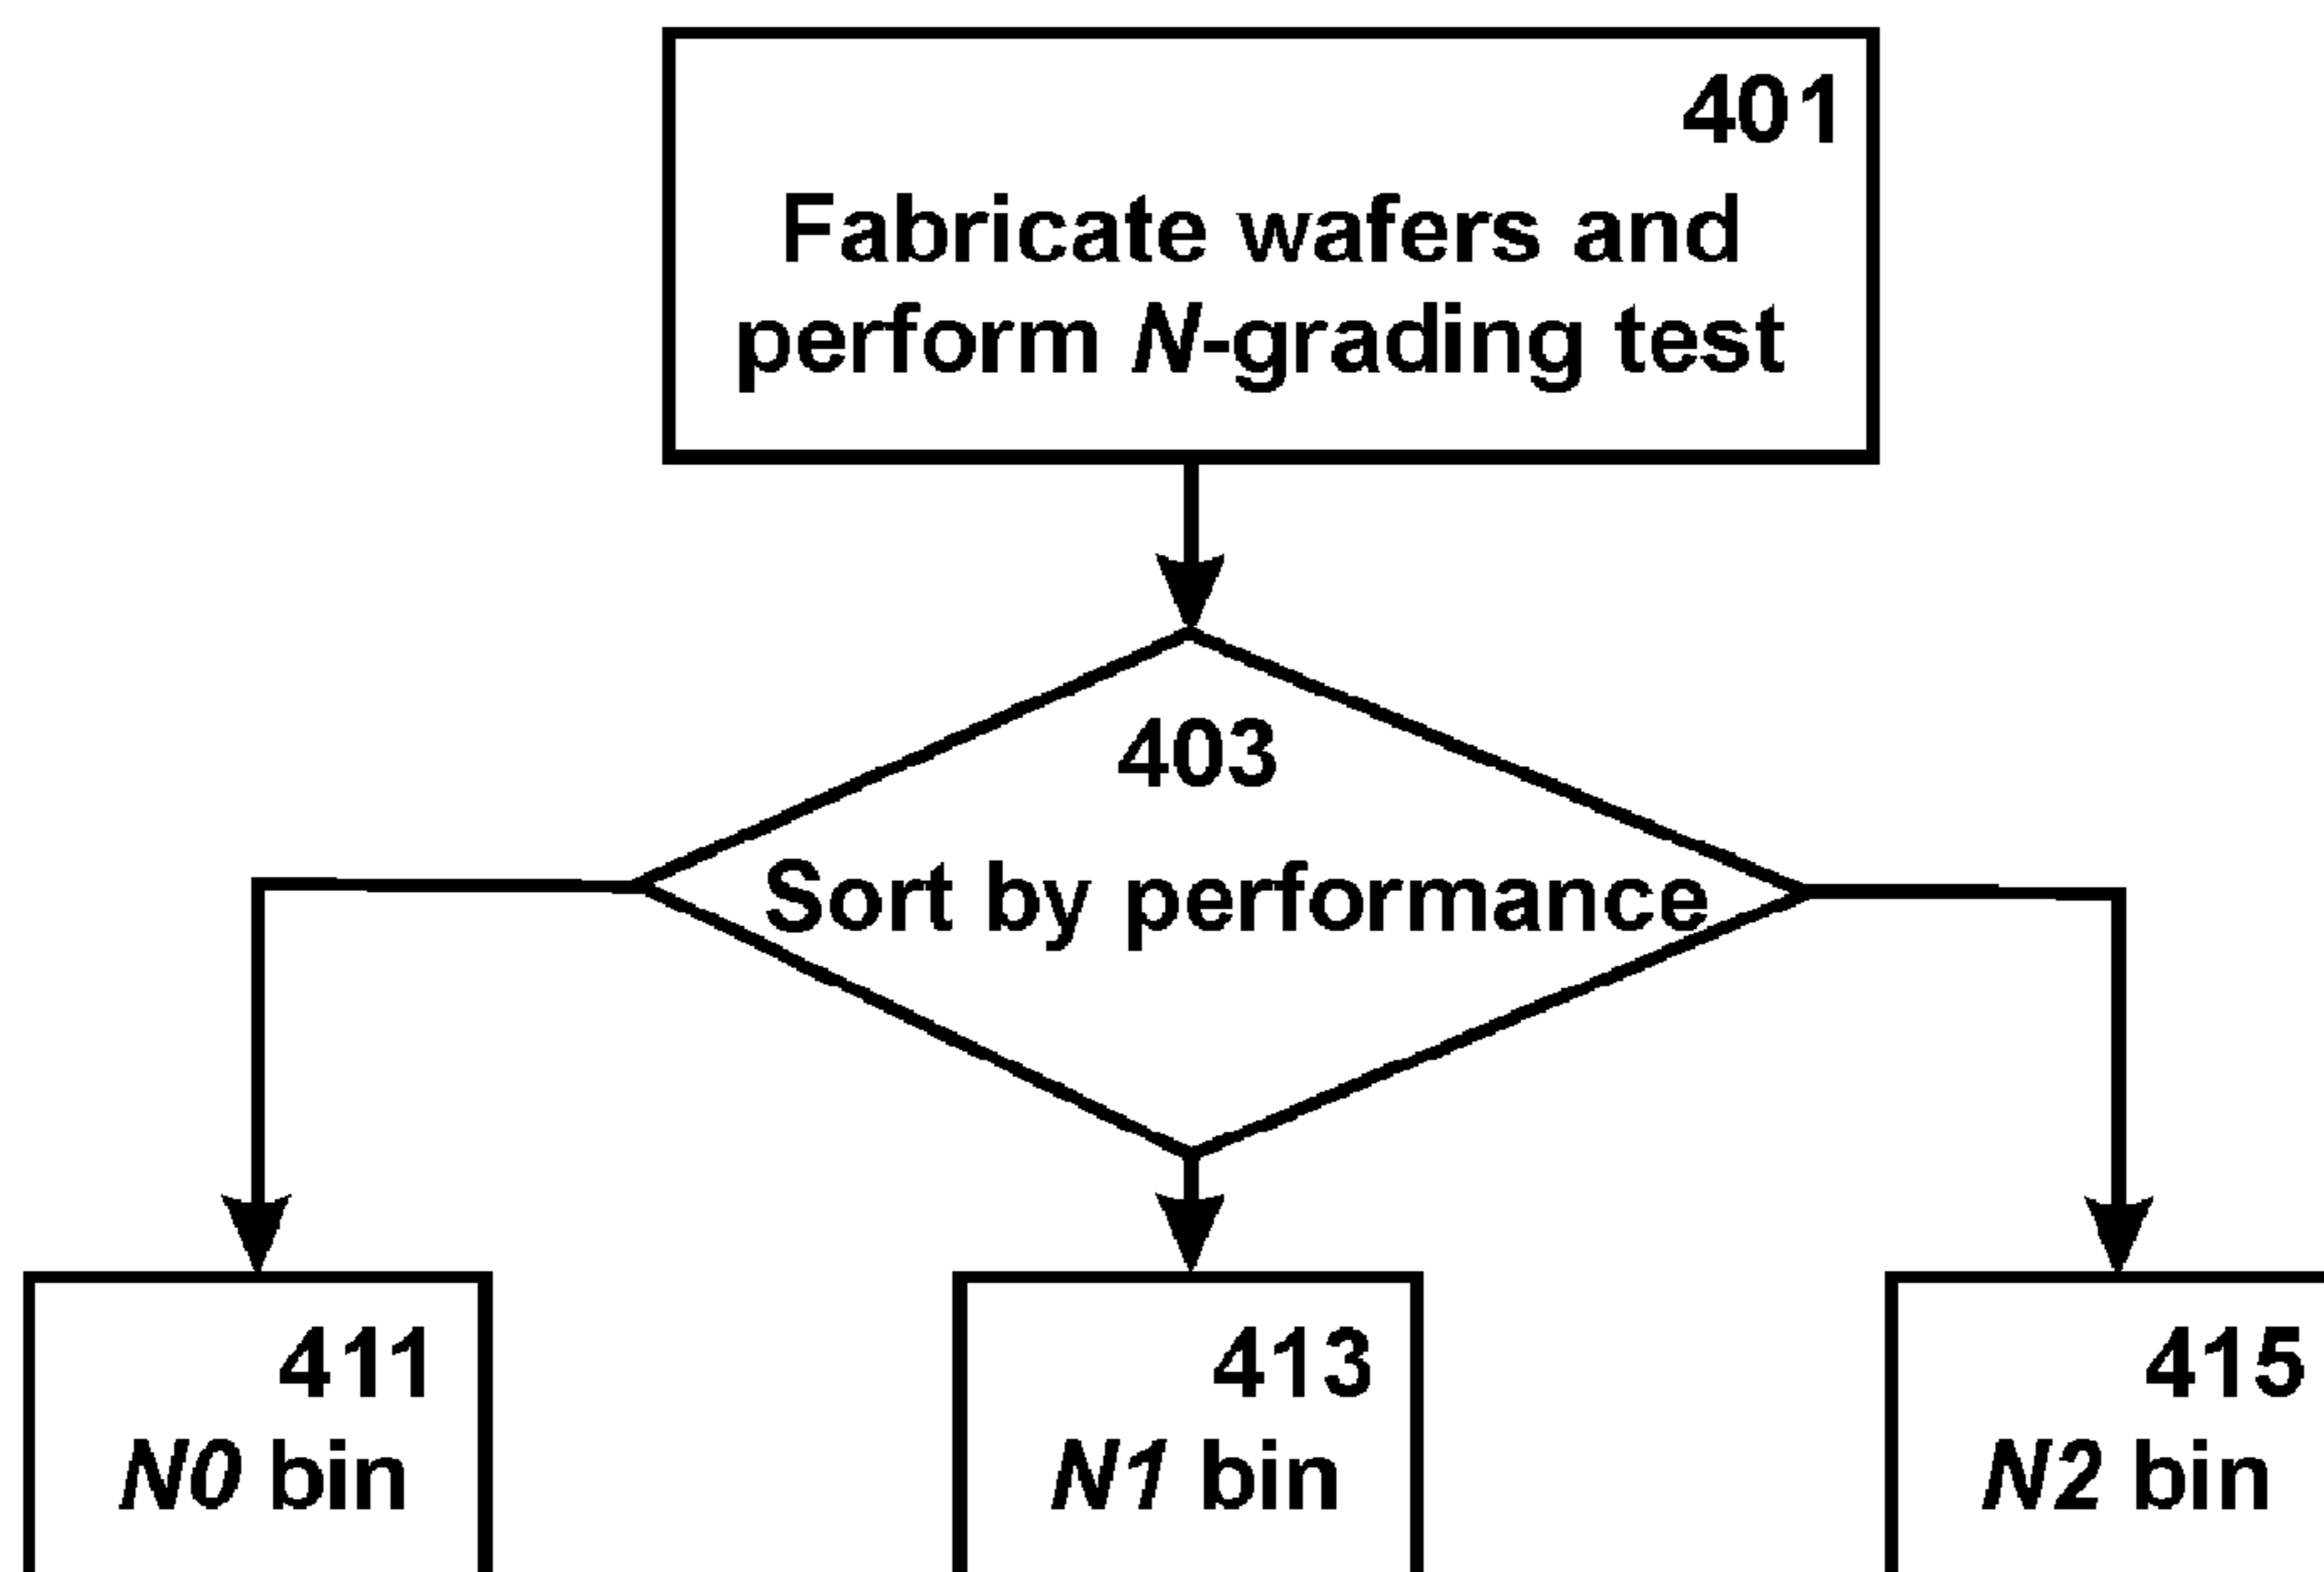 401
Fabricate wafers and
perform N-grading test
403
Sort by performance
411
N0 bin
413
N1 bin
415
N2 bin